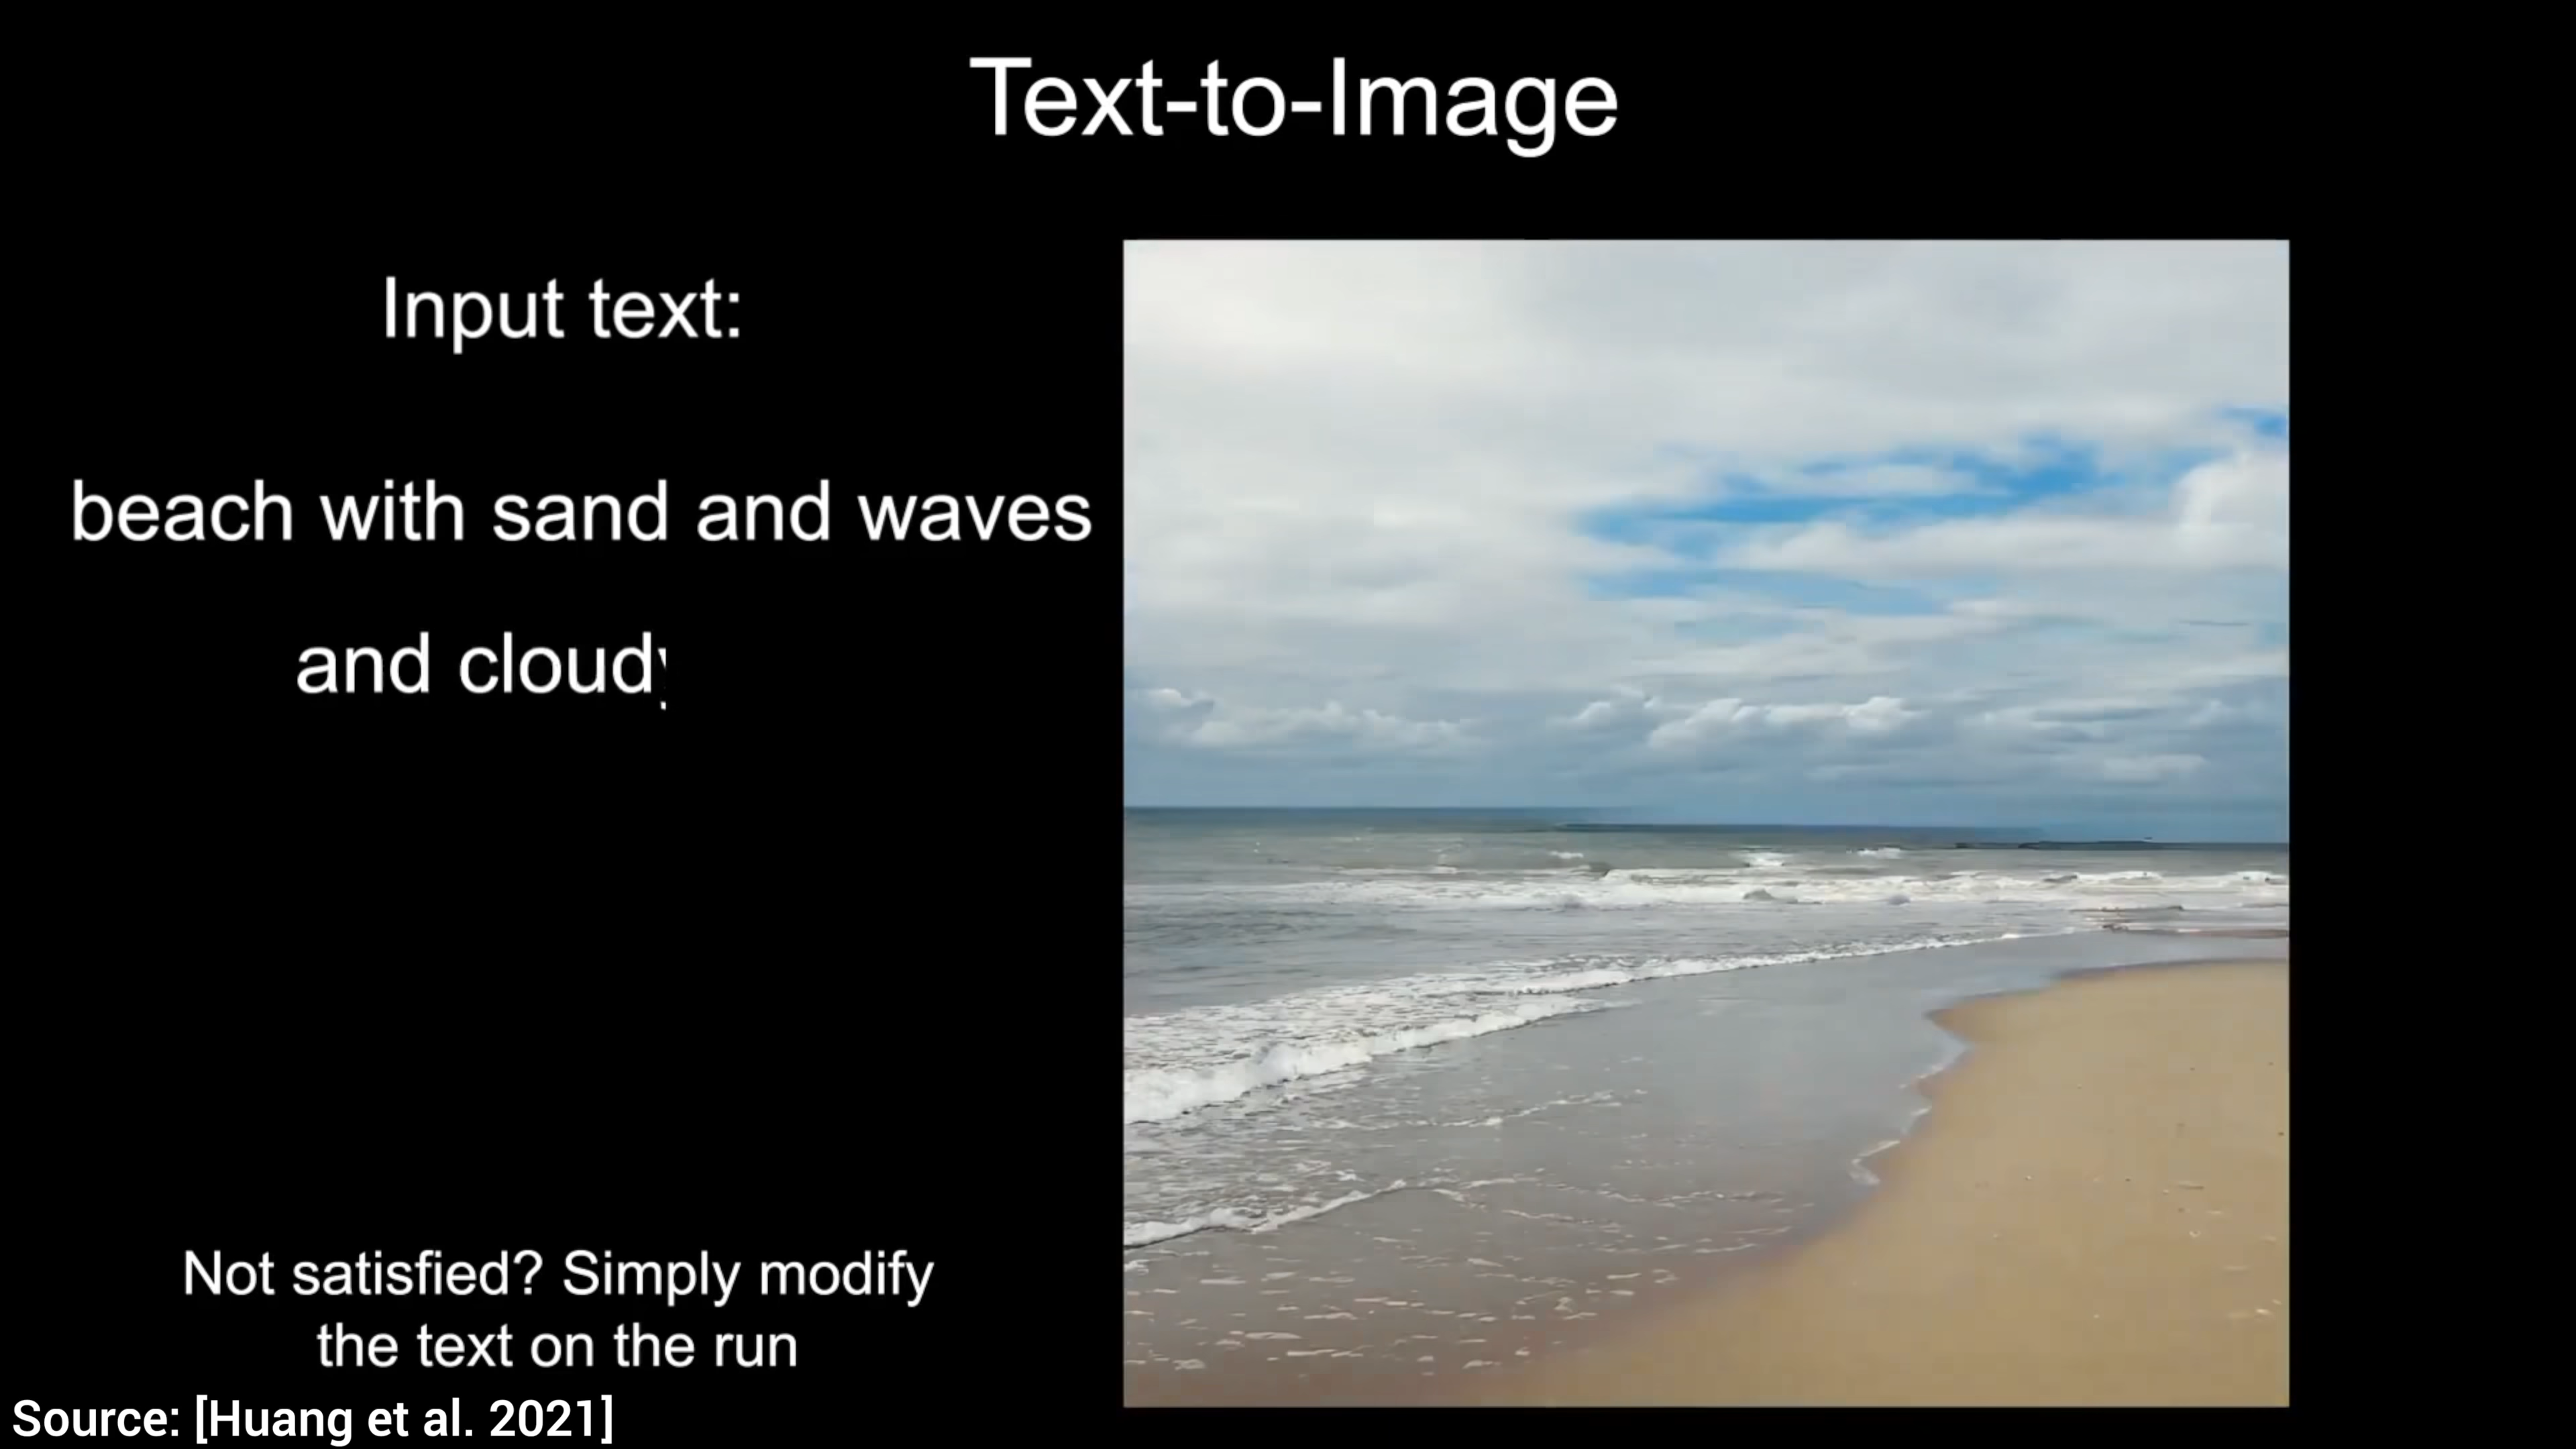 Text-to-Image
Input text:
beach with sand and waves
and cloudy
Not satisfied? Simply modify
the text on the run
Source: [Huang et al. 2021]